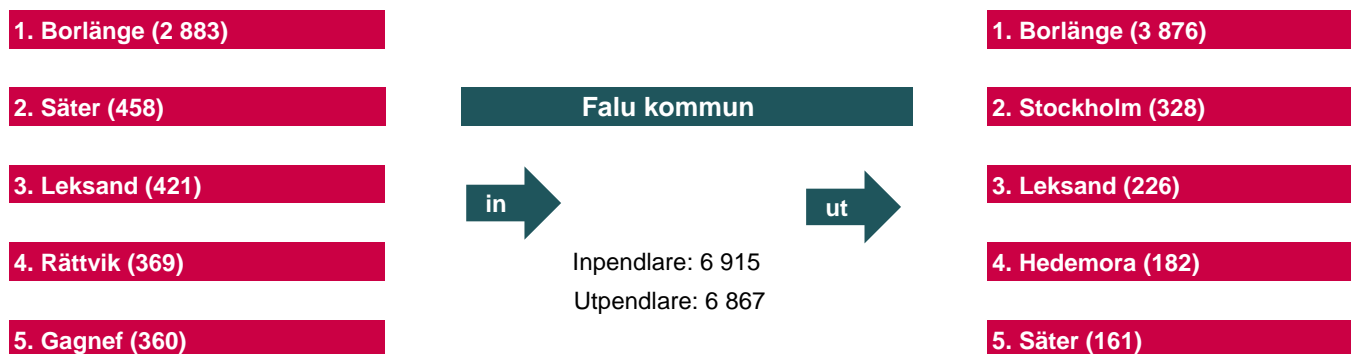 1. Borlänge (2 883)
2. Säter (458)
3. Leksand (421)
4. Rättvik (369)
5. Gagnef (360)
Falu kommun
in
ut
Inpendlare: 6 915
Utpendlare: 6 867
1. Borlänge (3 876)
2. Stockholm (328)
3. Leksand (226)
4. Hedemora (182)
5. Säter (161)